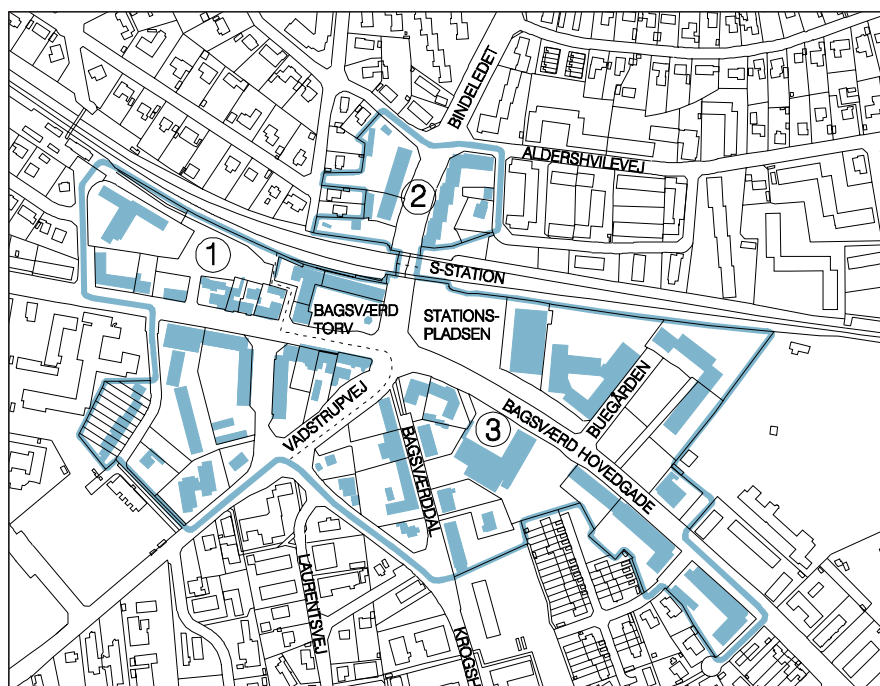 BINDELEDET
ALDERSHVILEVEJ
2
1
S-STATION
BAGSVÆRD
TORV
STATIONS-
PLADSEN
VADSTRUPVEJ
BUEGÅRDEN
BAGSVÆRD HOVEDGADE
3
BAGSVÆRDDAL
LAURENTSVEJ
KROGSH